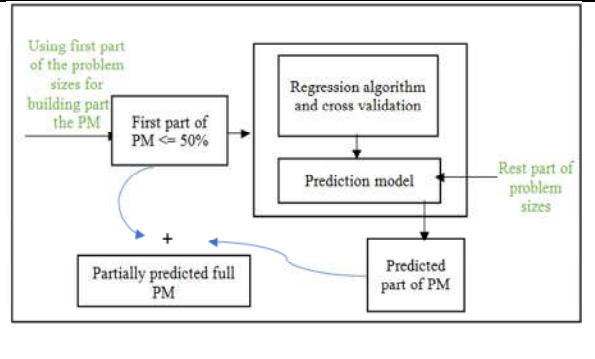 Using first part
of the problem
sizes for
building part
the PM
First part of
PM <= 50%
Regression algorithm
and cross validation
Prediction model
Rest part of
problem
sizes
+
Partially predicted full
PM
Predicted
part of PM